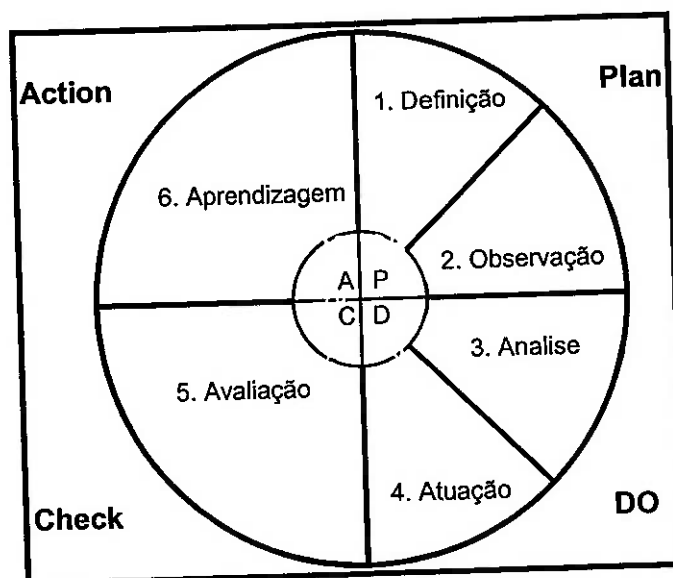 Action
Plan
1. Definição
6. Aprendizagem
2. Observação
A P
C D
3. Analise
5. Avaliação
4. Atuação
Check
DO